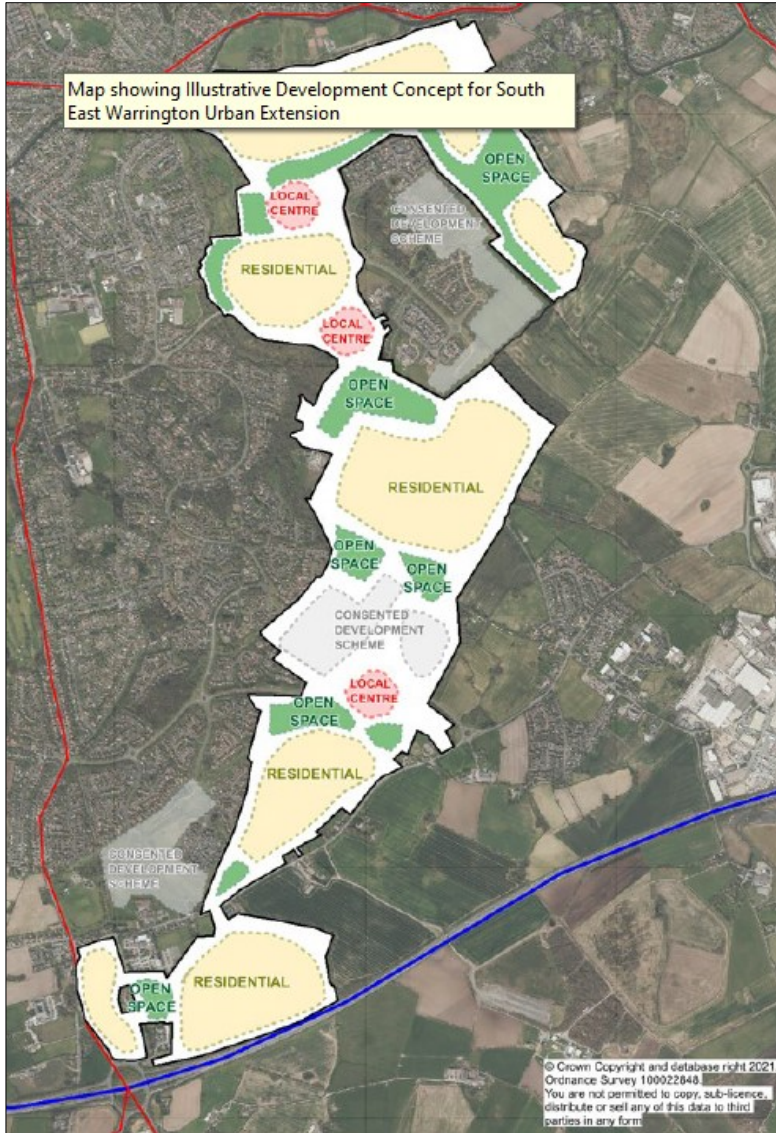 Map showing Illustrative Development Concept for South
East Warrington Urban Extension
OPEN
SPACE
LOCAL
CENTRE
CONSENTED
DEVELOPMENT
SCHEME
RESIDENTIAL
LOCAL
CENTRE
OPEN
SPACE
RESIDENTIAL
OPEN
SPACE
OPEN
SPACE
CONSENTED
DEVELOPMENT
SCHEME
LOCAL
CENTRE
OPEN
SPACE
RESIDENTIAL
CONSENTED
DEVELOPMENT
SCHEME
RESIDENTIAL
OPEN
SPACE
© Crown Copyright and database right 2021
Ordnance Survey 100022848.
You are not permitted to copy, sub-licence,
distribute or sell any of this data to third
parties in any form